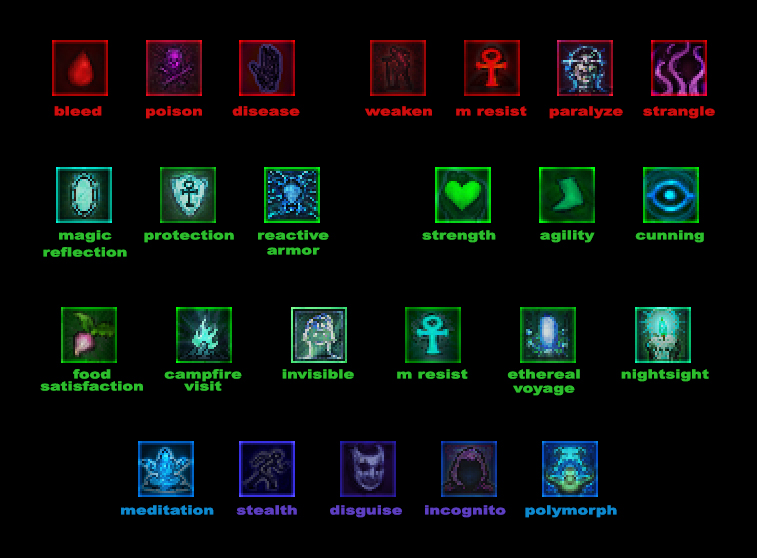 bleed poison disease weaken m resist paralyze strangle
magic protection reactive strength agility cunning
reflection armor
food campfire invisible m resist ethereal nightsight
satisfaction visit voyage
meditation stealth disguise incognito polymorph